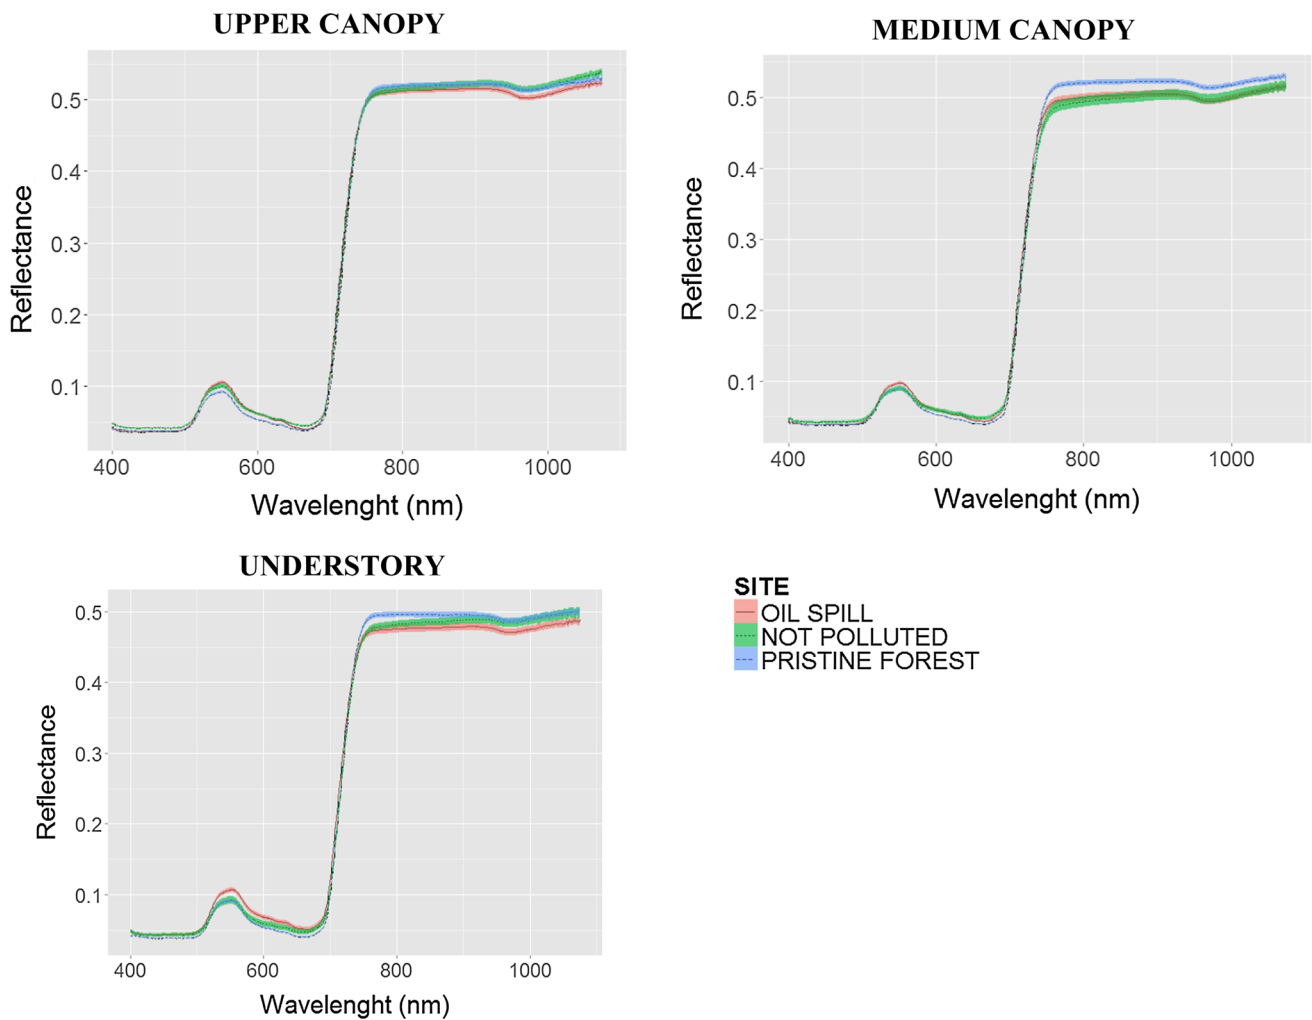 UPPER CANOPY
Reflectance
0.5
0.4
0.3
0.2
0.1
400 600 800 1000
Wavelenght (nm)
MEDIUM CANOPY
Reflectance
0.5
0.4
0.3
0.2
0.1
400 600 800 1000
Wavelenght (nm)
UNDERSTORY
Reflectance
0.5
0.4
0.3
0.2
0.1
400 600 800 1000
Wavelenght (nm)
SITE
OIL SPILL
NOT POLLUTED
PRISTINE FOREST